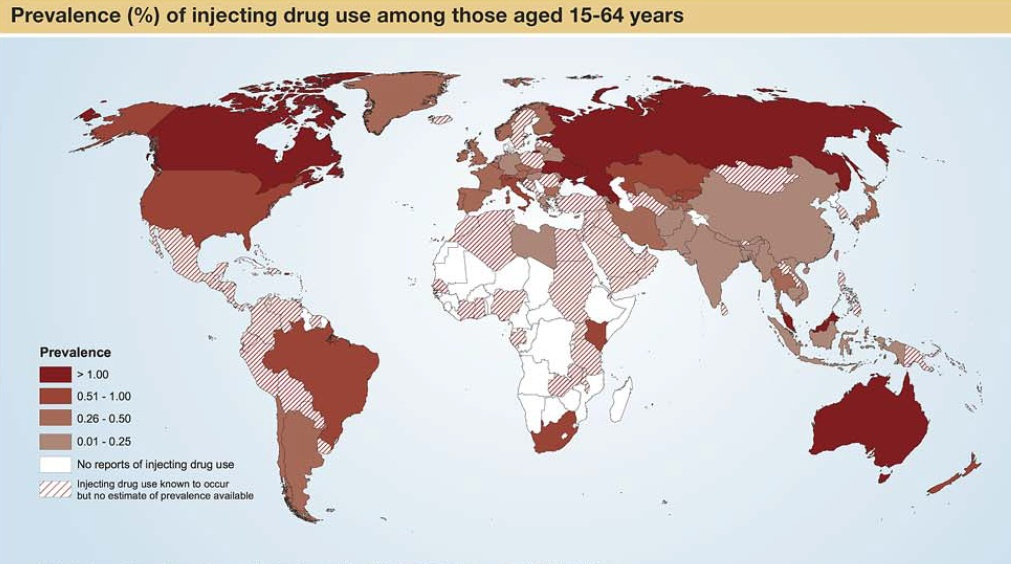 Prevalence (%) of injecting drug use among those aged 15-64 years
Prevalence
> 1.00
0.51 - 1.00
0.26 - 0.50
0.01 - 0.25
No reports of injecting drug use
Injecting drug use known to occur
but no estimate of prevalence available